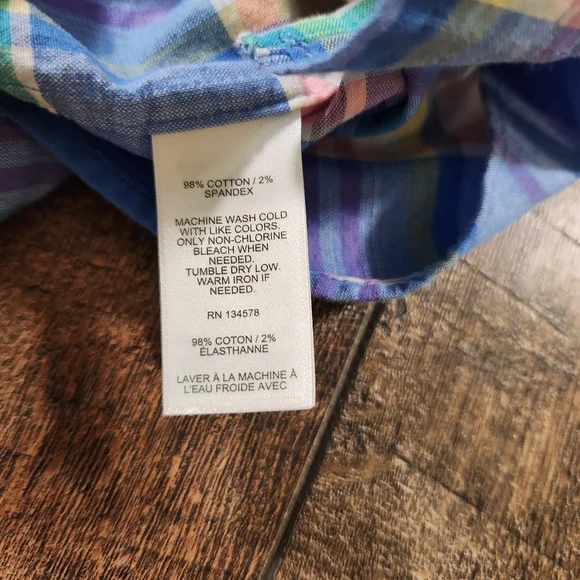 98% COTTON / 2%
SPANDEX
MACHINE WASH COLD
WITH LIKE COLORS.
ONLY NON-CHLORINE
BLEACH WHEN
NEEDED.
TUMBLE DRY LOW.
WARM IRON IF
NEEDED.
RN 134578
98% COTON / 2%
ÉLASTHANNE
LAVER À LA MACHINE À
L'EAU FROIDE AVEC